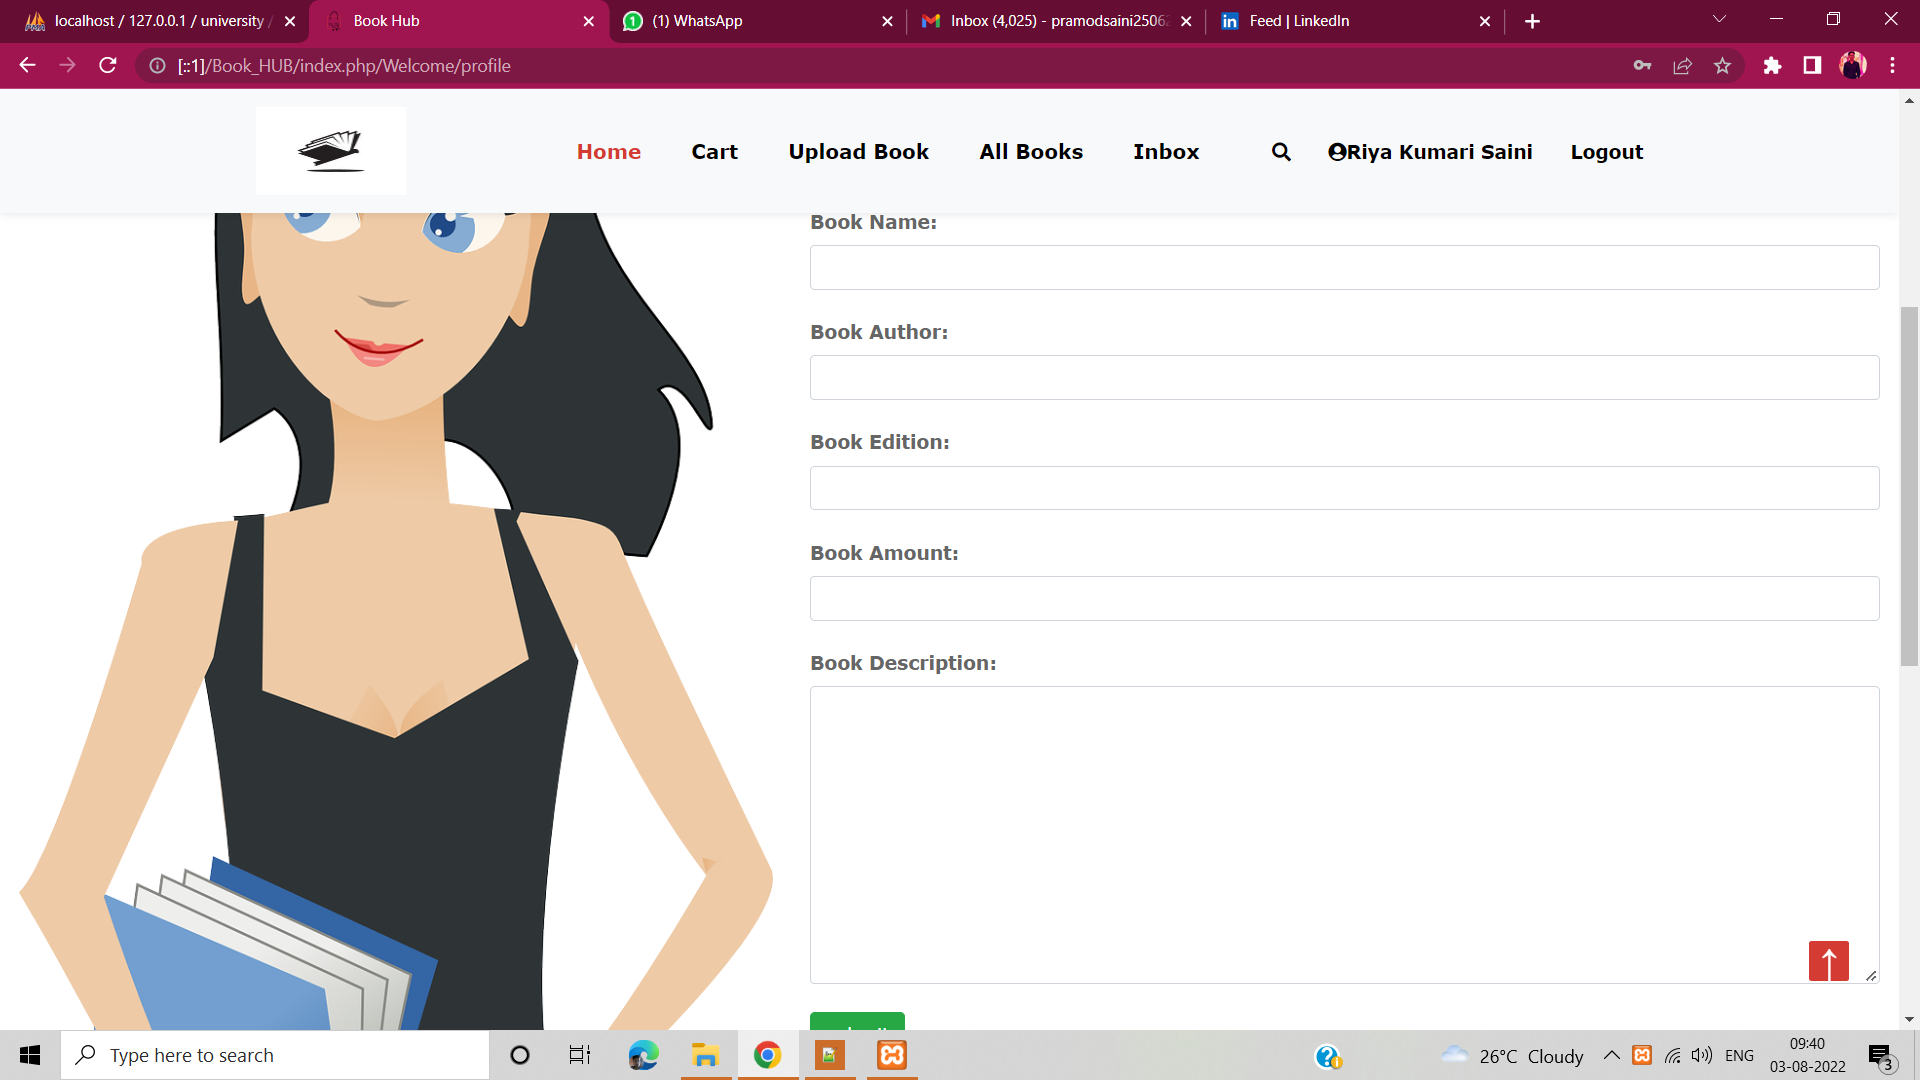 localhost / 127.0.0.1 / university /
Book Hub
(1) WhatsApp
Inbox (4,025) - pramodsaini2506
Feed | LinkedIn
[::1]/Book_HUB/index.php/Welcome/profile
Home
Cart
Upload Book
All Books
Inbox
Riya Kumari Saini
Logout
Book Name:
Book Author:
Book Edition:
Book Amount:
Book Description:
Type here to search
26°C Cloudy
ENG
09:40
03-08-2022
3